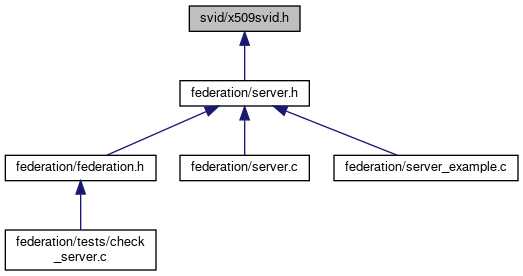 svid/x509svid.h
federation/server.h
federation/federation.h
federation/server.c
federation/server_example.c
federation/tests/check
_server.c